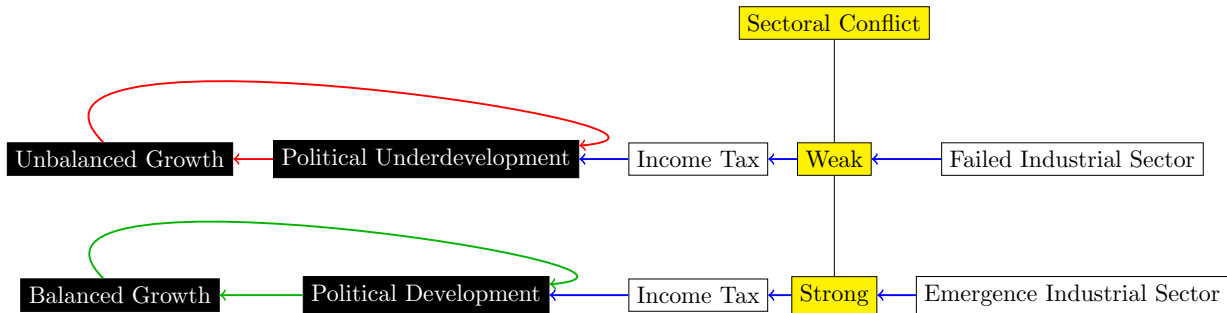 Sectoral Conflict
Unbalanced Growth
Political Underdevelopment
Income Tax
Weak
Failed Industrial Sector
Balanced Growth
Political Development
Income Tax
Strong
Emergence Industrial Sector